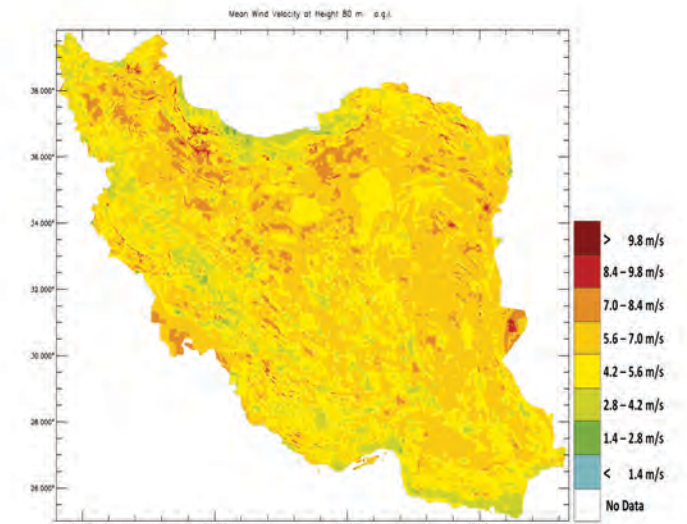 Mean Wind Velocity at Height 80 m a.g.l.
38.000°
36.000°
34.000°
32.000°
30.000°
28.000°
26.000°
> 9.8 m/s
8.4 – 9.8 m/s
7.0 – 8.4 m/s
5.6 – 7.0 m/s
4.2 – 5.6 m/s
2.8 – 4.2 m/s
1.4 – 2.8 m/s
< 1.4 m/s
No Data